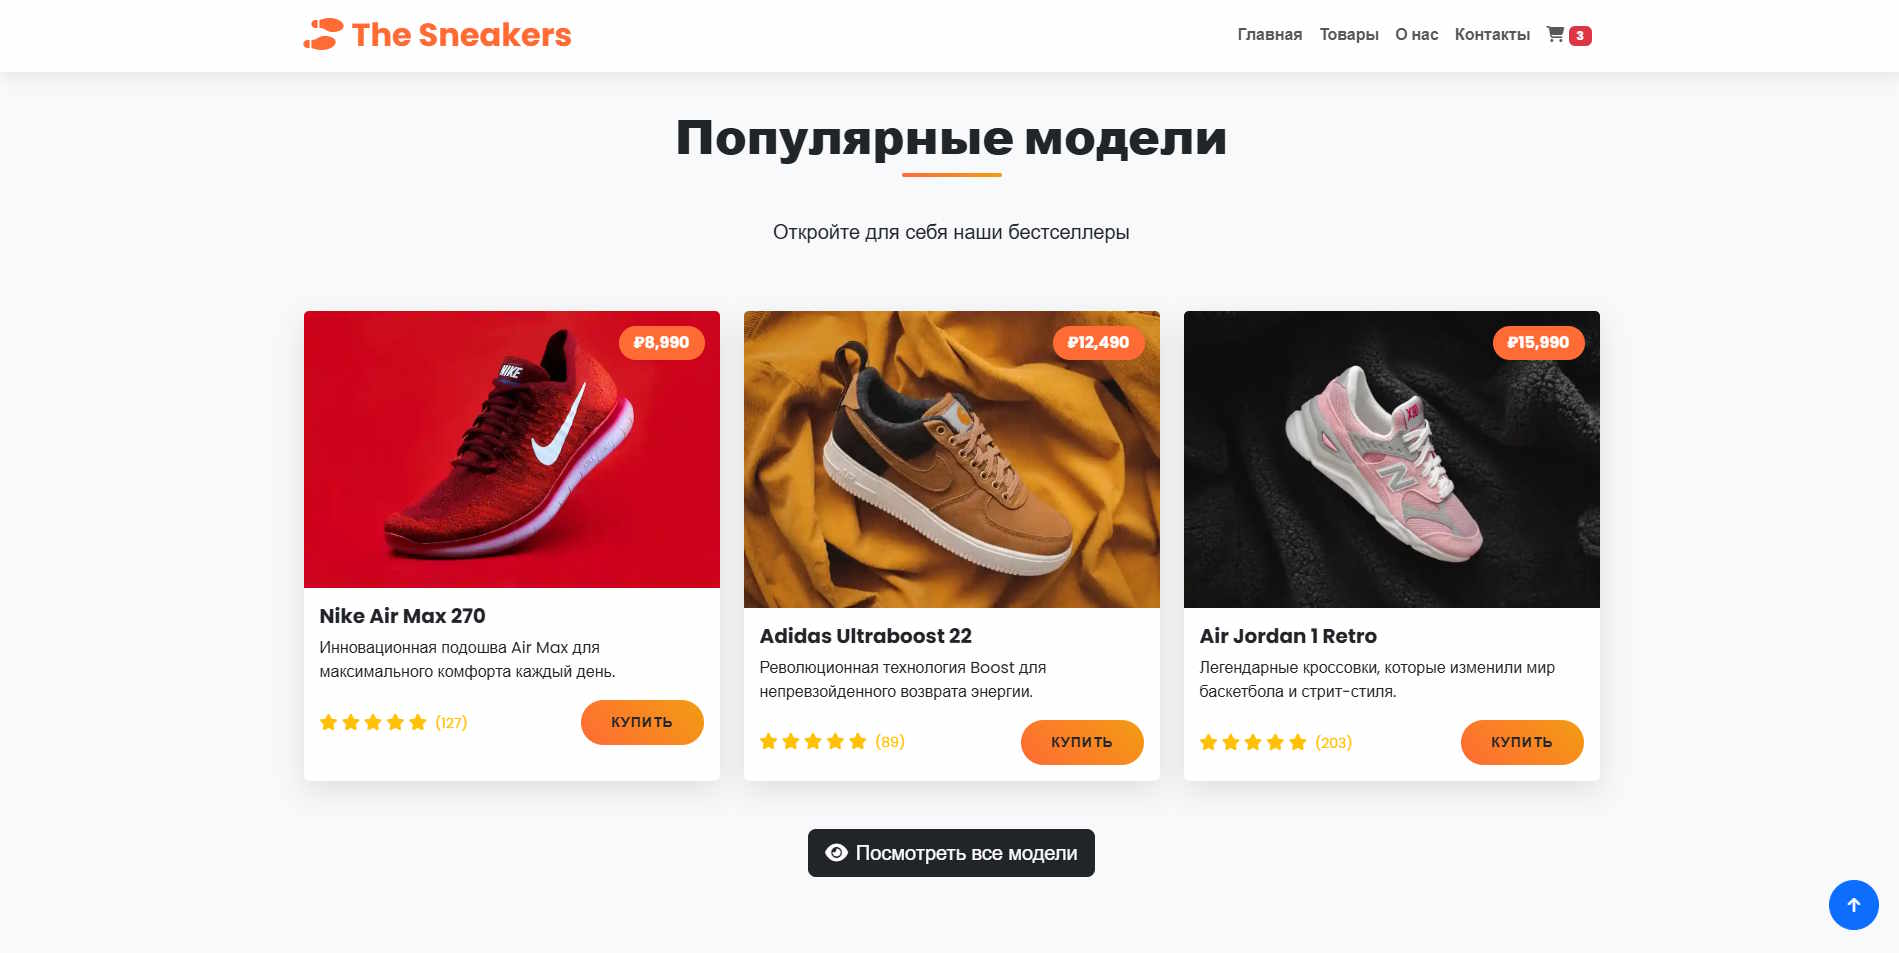 The Sneakers
Главная Товары О нас Контакты 3
Популярные модели
Откройте для себя наши бестселлеры
₽8,990
NIKE
Nike Air Max 270
Инновационная подошва Air Max для
максимального комфорта каждый день.
(127)
КУПИТЬ
₽12,490
Adidas Ultraboost 22
Революционная технология Boost для
непревзойденного возврата энергии.
(89)
КУПИТЬ
₽15,990
N
Air Jordan 1 Retro
Легендарные кроссовки, которые изменили мир
баскетбола и стрит-стиля.
(203)
КУПИТЬ
Посмотреть все модели